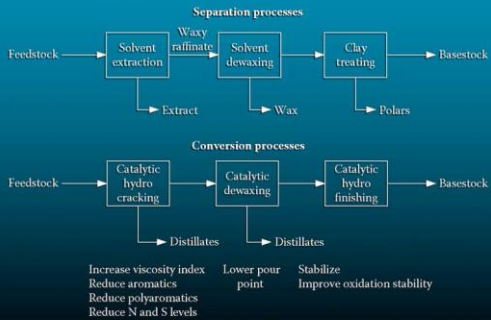 Separation processes
Feedstock
Solvent
extraction
Waxy
raffinate
Solvent
dewaxing
Clay
treating
Basestock
Extract
Wax
Polars
Conversion processes
Feedstock
Catalytic
hydro
cracking
Catalytic
dewaxing
Catalytic
hydro
finishing
Basestock
Distillates
Distillates
Increase viscosity index
Reduce aromatics
Reduce polyaromatics
Reduce N and S levels
Lower pour
point
Stabilize
Improve oxidation stability